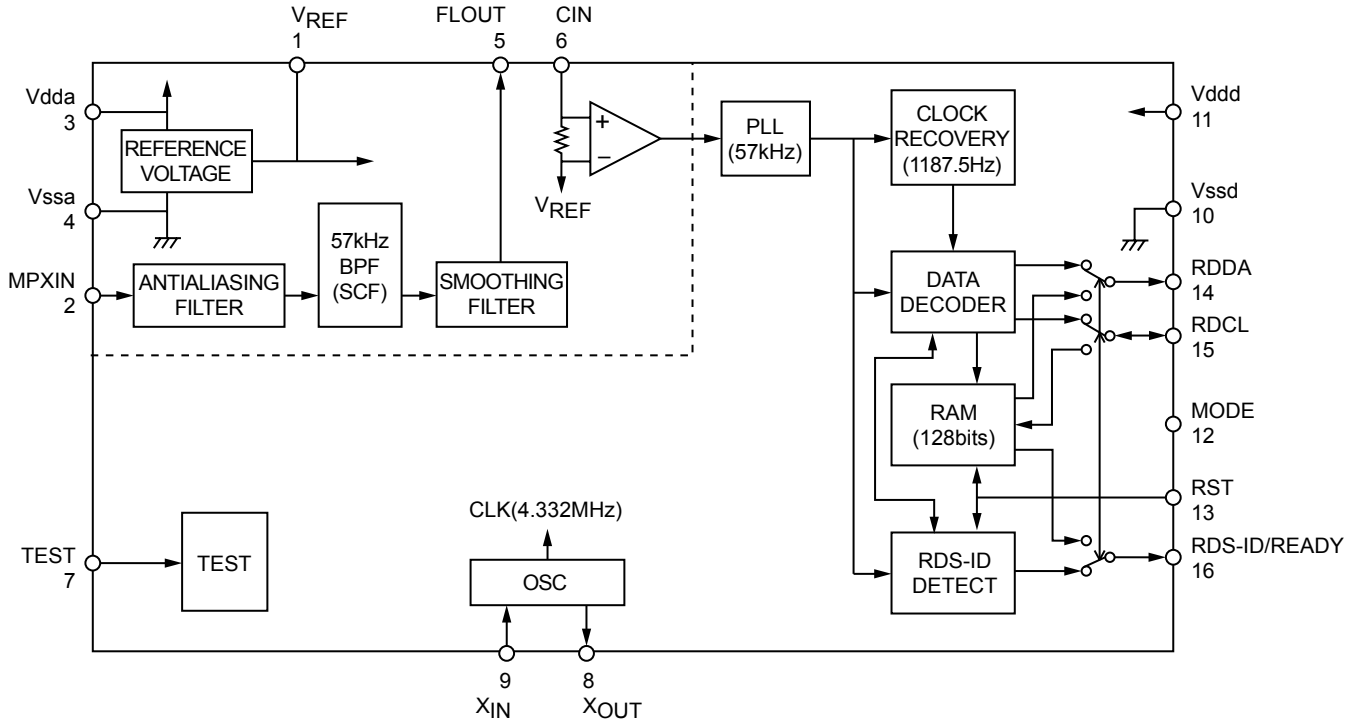 VREF
1
FLOUT
5
CIN
6
Vdda
3
REFERENCE
VOLTAGE
Vssa
4
MPXIN
2
ANTIALIASING
FILTER
57kHz
BPF
(SCF)
SMOOTHING
FILTER
+
−
VREF
PLL
(57kHz)
CLOCK
RECOVERY
(1187.5Hz)
DATA
DECODER
RAM
(128bits)
RDS-ID
DETECT
Vddd
11
Vssd
10
RDDA
14
RDCL
15
MODE
12
RST
13
RDS-ID/READY
16
TEST
7
TEST
CLK(4.332MHz)
OSC
9
XIN
8
XOUT